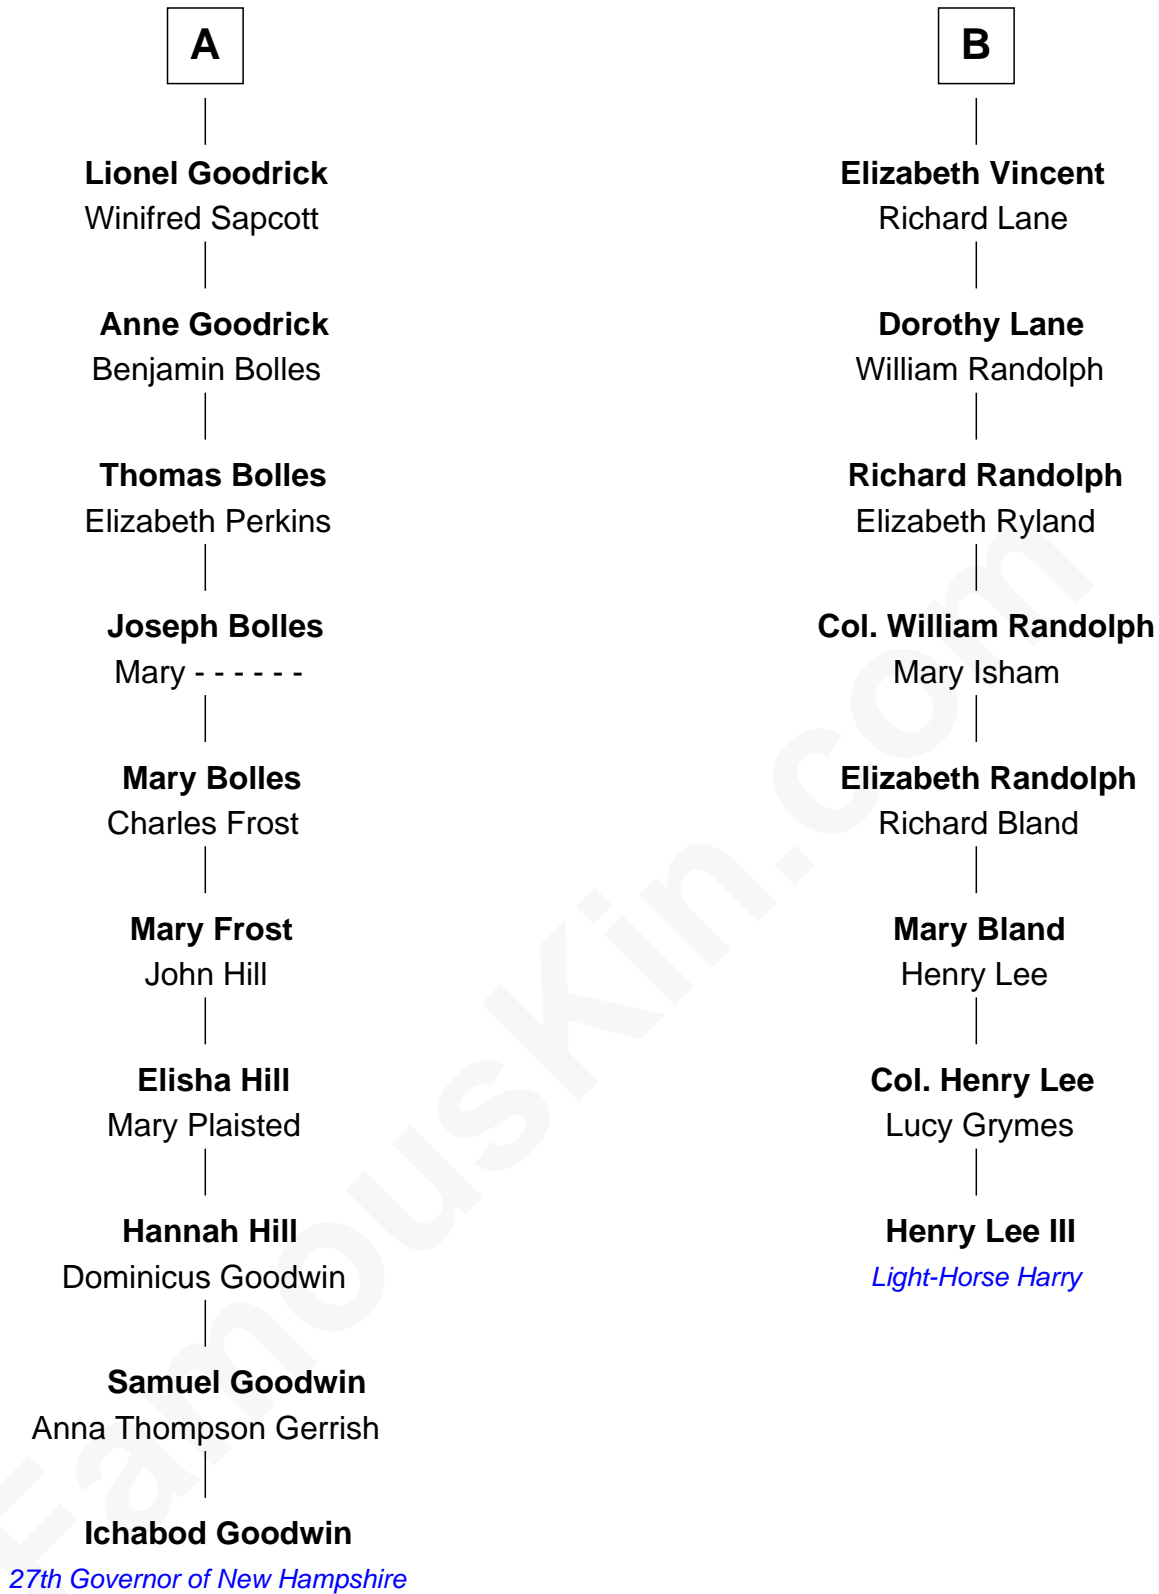 A
Lionel Goodrick
Winifred Sapcott
Anne Goodrick
Benjamin Bolles
Thomas Bolles
Elizabeth Perkins
Joseph Bolles
Mary - - - - - -
Mary Bolles
Charles Frost
Mary Frost
John Hill
Elisha Hill
Mary Plaisted
Hannah Hill
Dominicus Goodwin
Samuel Goodwin
Anna Thompson Gerrish
Ichabod Goodwin
27th Governor of New Hampshire
B
Elizabeth Vincent
Richard Lane
Dorothy Lane
William Randolph
Richard Randolph
Elizabeth Ryland
Col. William Randolph
Mary Isham
Elizabeth Randolph
Richard Bland
Mary Bland
Henry Lee
Col. Henry Lee
Lucy Grymes
Henry Lee III
Light-Horse Harry
FamousKin.com